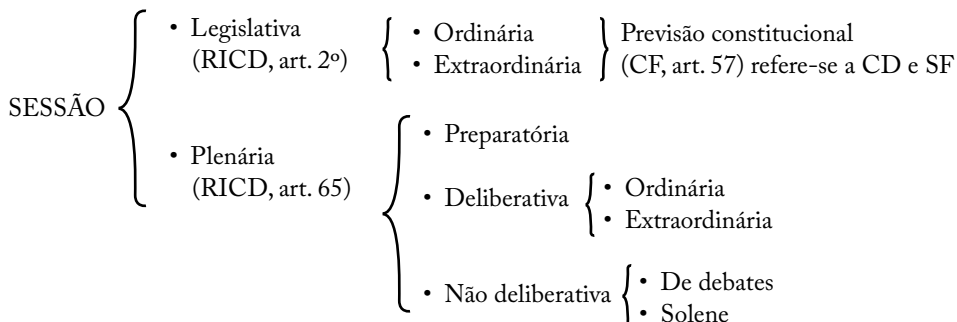 SESSÃO
• Legislativa
(RICD, art. 2º)
• Ordinária
• Extraordinária
Previsão constitucional
(CF, art. 57) refere-se a CD e SF
• Plenária
(RICD, art. 65)
• Preparatória
• Deliberativa
• Ordinária
• Extraordinária
• Não deliberativa
• De debates
• Solene